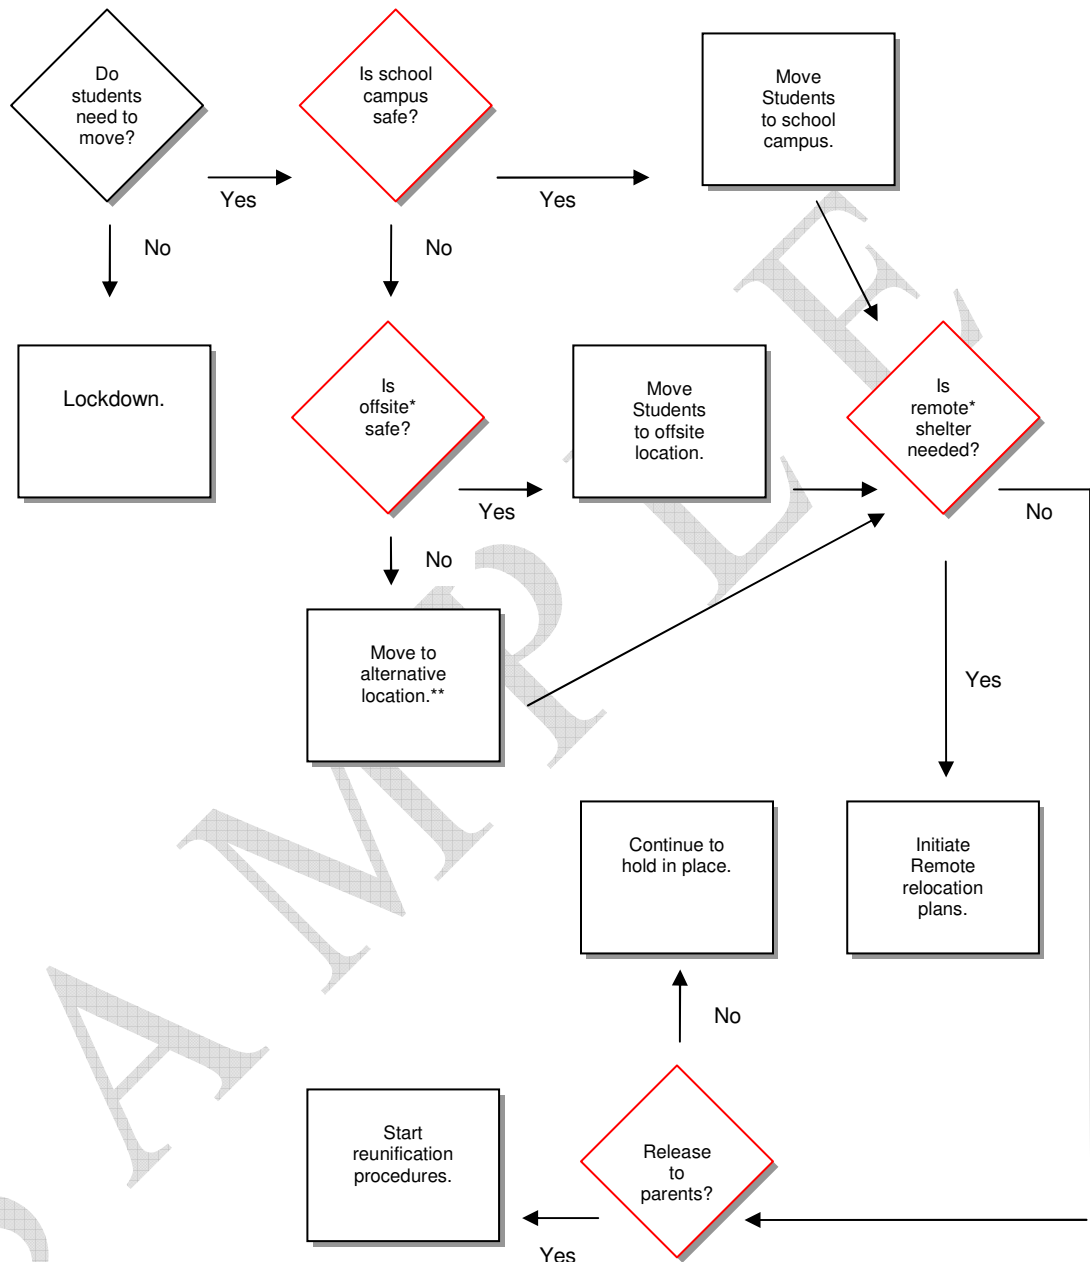 Do
students
need to
move?
Yes
No
Is school
campus
safe?
Yes
No
Move
Students
to school
campus.
Lockdown.
Is
offsite*
safe?
Yes
No
Move
Students
to offsite
location.
Is
remote*
shelter
needed?
No
Yes
Move to
alternative
location.**
Continue to
hold in place.
Initiate
Remote
relocation
plans.
No
Start
reunification
procedures.
Release
to
parents?
Yes
SAMPLE